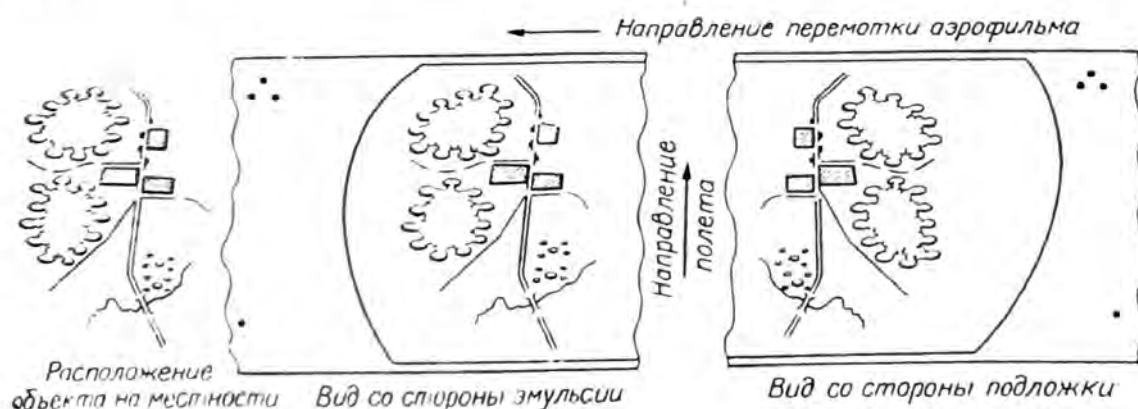 Направление перемотки аэрофильма
Направление
полета
Расположение
объекта на местности
Вид со стороны эмульсии
Вид со стороны подложки